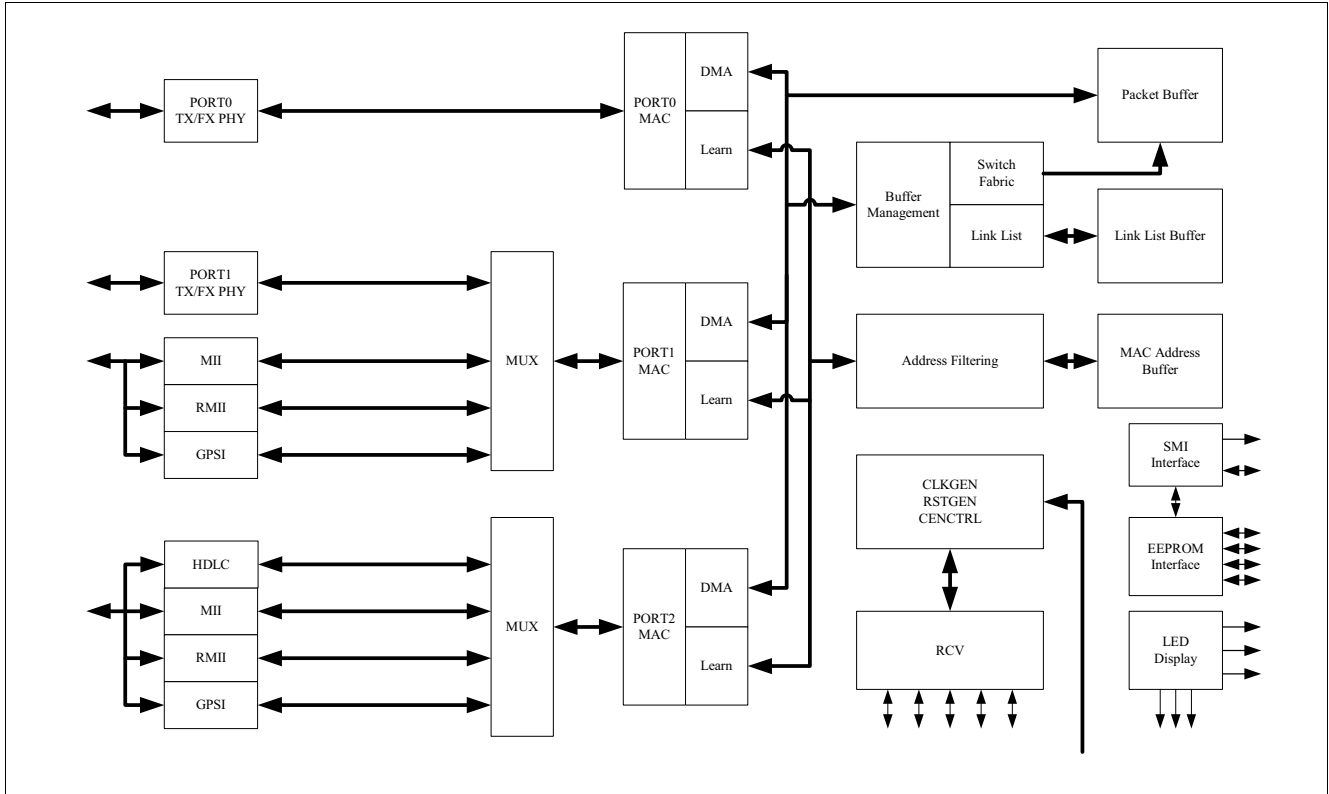 PORT0
TX/FX PHY
PORT0
MAC
DMA
Learn
Packet Buffer
Buffer
Management
Switch
Fabric
Link List
Link List Buffer
PORT1
TX/FX PHY
MII
RMII
GPSI
MUX
PORT1
MAC
DMA
Learn
Address Filtering
MAC Address
Buffer
SMI
Interface
CLKGEN
RSTGEN
CENCTRL
EEPROM
Interface
HDLC
MII
RMII
GPSI
MUX
PORT2
MAC
DMA
Learn
RCV
LED
Display